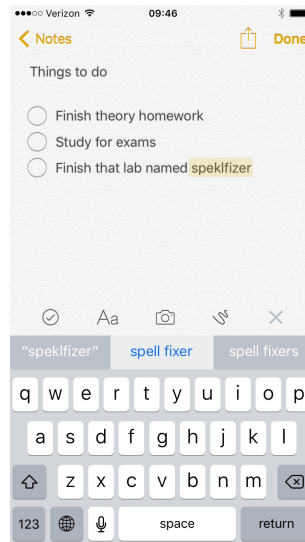 Verizon 09:46
Notes Done
Things to do
Finish theory homework
Study for exams
Finish that lab named speklfizer
Aa
“speklfizer” spell fixer spell fixers
q w e r t y u i o p
a s d f g h j k l
z x c v b n m
123 space return